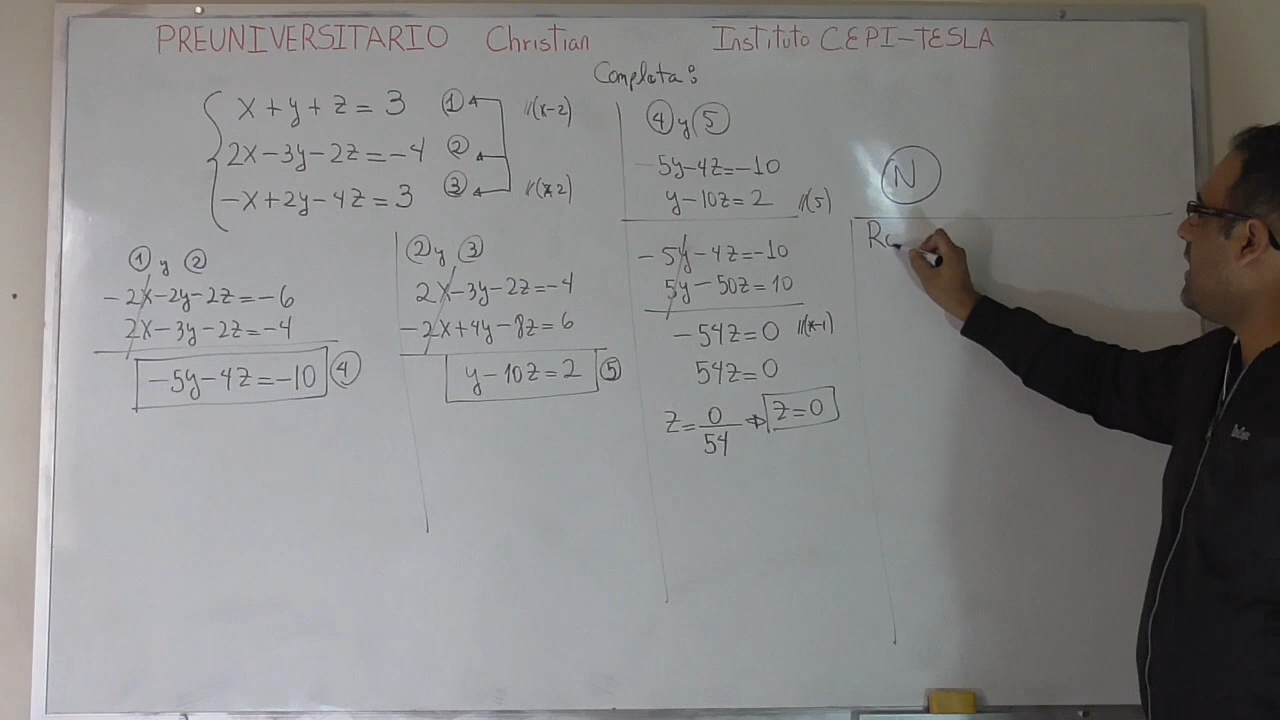 PREUNIVERSITARIO Christian Instituto CEPI-TESLA
Completa:
x + y + z = 3 ① //(x-2)
2x - 3y - 2z = -4 ②
-x + 2y - 4z = 3 ③ //(x2)
① y ②
-2x - 2y - 2z = -6
2x - 3y - 2z = -4
-5y - 4z = -10 ④
② y ③
2x - 3y - 2z = -4
-2x + 4y - 8z = 6
y - 10z = 2 ⑤
④ y ⑤
-5y - 4z = -10
y - 10z = 2 //(5)
-5y - 4z = -10
5y - 50z = 10
-54z = 0 //(x-1)
54z = 0
z = 0/54 ⇒ z = 0
N
Re